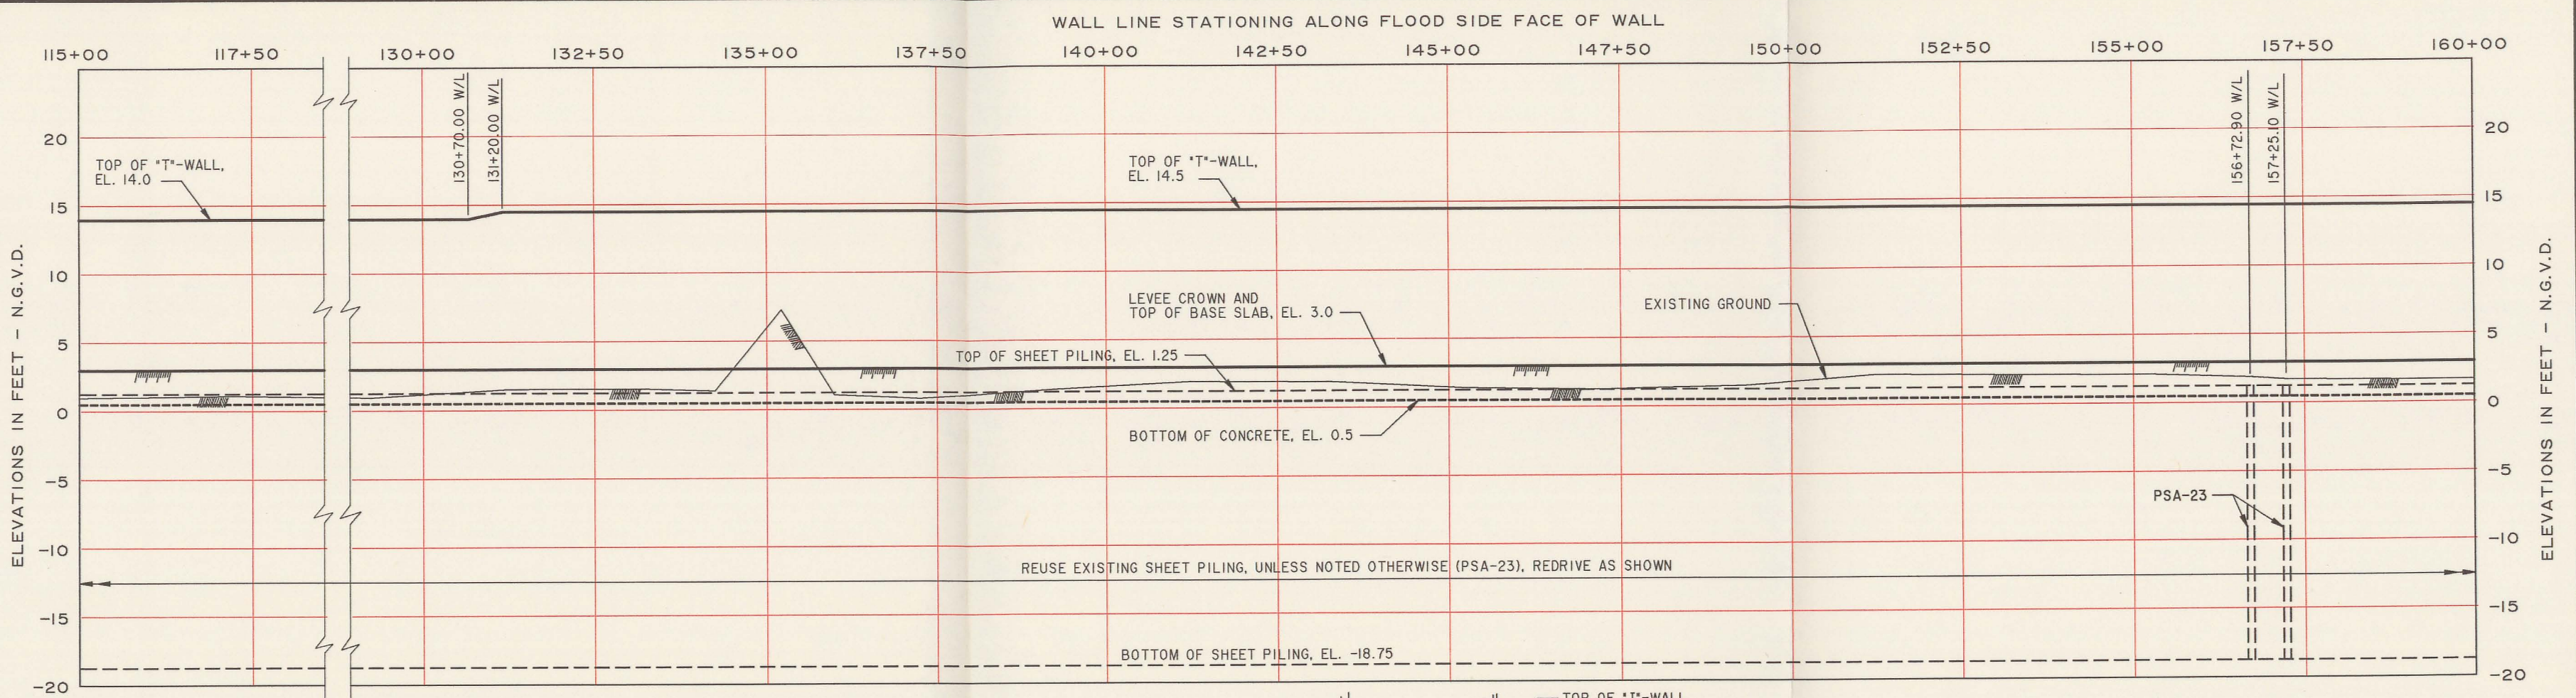 WALL LINE STATIONING ALONG FLOOD SIDE FACE OF WALL
115+00 117+50 130+00 132+50 135+00 137+50 140+00 142+50 145+00 147+50 150+00 152+50 155+00 157+50 160+00
130+70.00 W/L
131+20.00 W/L
156+72.90 W/L
157+25.10 W/L
20 20
TOP OF "T"-WALL,
EL. 14.0
TOP OF "T"-WALL,
EL. 14.5
15 15
10 10
ELEVATIONS IN FEET - N.G.V.D.
ELEVATIONS IN FEET - N.G.V.D.
LEVEE CROWN AND
TOP OF BASE SLAB, EL. 3.0
EXISTING GROUND
5 5
TOP OF SHEET PILING, EL. 1.25
0 0
BOTTOM OF CONCRETE, EL. 0.5
-5 -5
PSA-23
-10 -10
REUSE EXISTING SHEET PILING, UNLESS NOTED OTHERWISE (PSA-23), REDRIVE AS SHOWN
-15 -15
BOTTOM OF SHEET PILING, EL. -18.75
-20 -20
TOP OF "T"-WALL